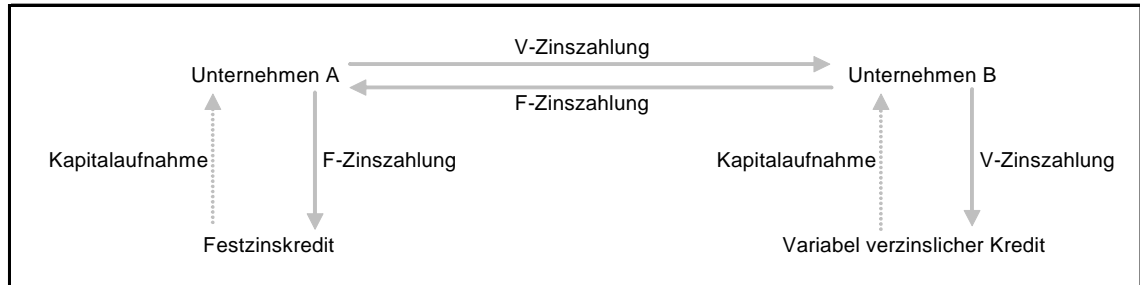 V-Zinszahlung
Unternehmen A
Unternehmen B
F-Zinszahlung
Kapitalaufnahme
F-Zinszahlung
Kapitalaufnahme
V-Zinszahlung
Festzinskredit
Variabel verzinslicher Kredit